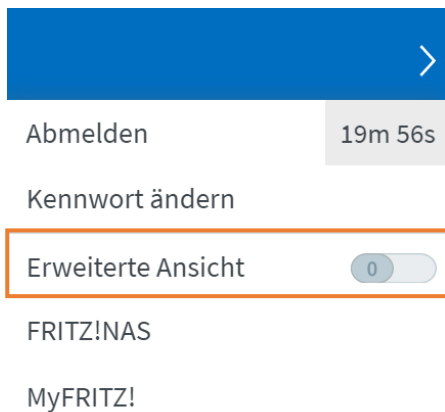 Abmelden 19m 56s
Kennwort ändern
Erweiterte Ansicht 0
FRITZ!NAS
MyFRITZ!